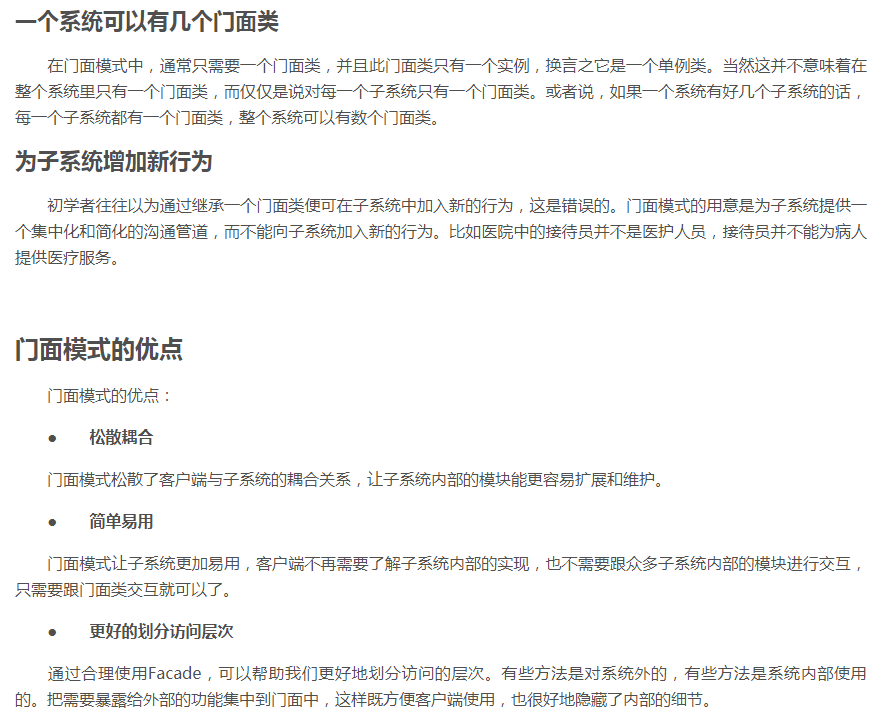 一个系统可以有几个门面类
在门面模式中，通常只需要一个门面类，并且此门面类只有一个实例，换言之它是一个单例类。当然这并不意味着在
整个系统里只有一个门面类，而仅仅是说对每一个子系统只有一个门面类。或者说，如果一个系统有好几个子系统的话，
每一个子系统都有一个门面类，整个系统可以有数个门面类。
为子系统增加新行为
初学者往往以为通过继承一个门面类便可在子系统中加入新的行为，这是错误的。门面模式的用意是为子系统提供一
个集中化和简化的沟通管道，而不能向子系统加入新的行为。比如医院中的接待员并不是医护人员，接待员并不能为病人
提供医疗服务。
门面模式的优点
门面模式的优点：
● 松散耦合
门面模式松散了客户端与子系统的耦合关系，让子系统内部的模块能更容易扩展和维护。
● 简单易用
门面模式让子系统更加易用，客户端不再需要了解子系统内部的实现，也不需要跟众多子系统内部的模块进行交互，
只需要跟门面类交互就可以了。
● 更好的划分访问层次
通过合理使用Facade，可以帮助我们更好地划分访问的层次。有些方法是对系统外的，有些方法是系统内部使用
的。把需要暴露给外部的功能集中到门面中，这样既方便客户端使用，也很好地隐藏了内部的细节。